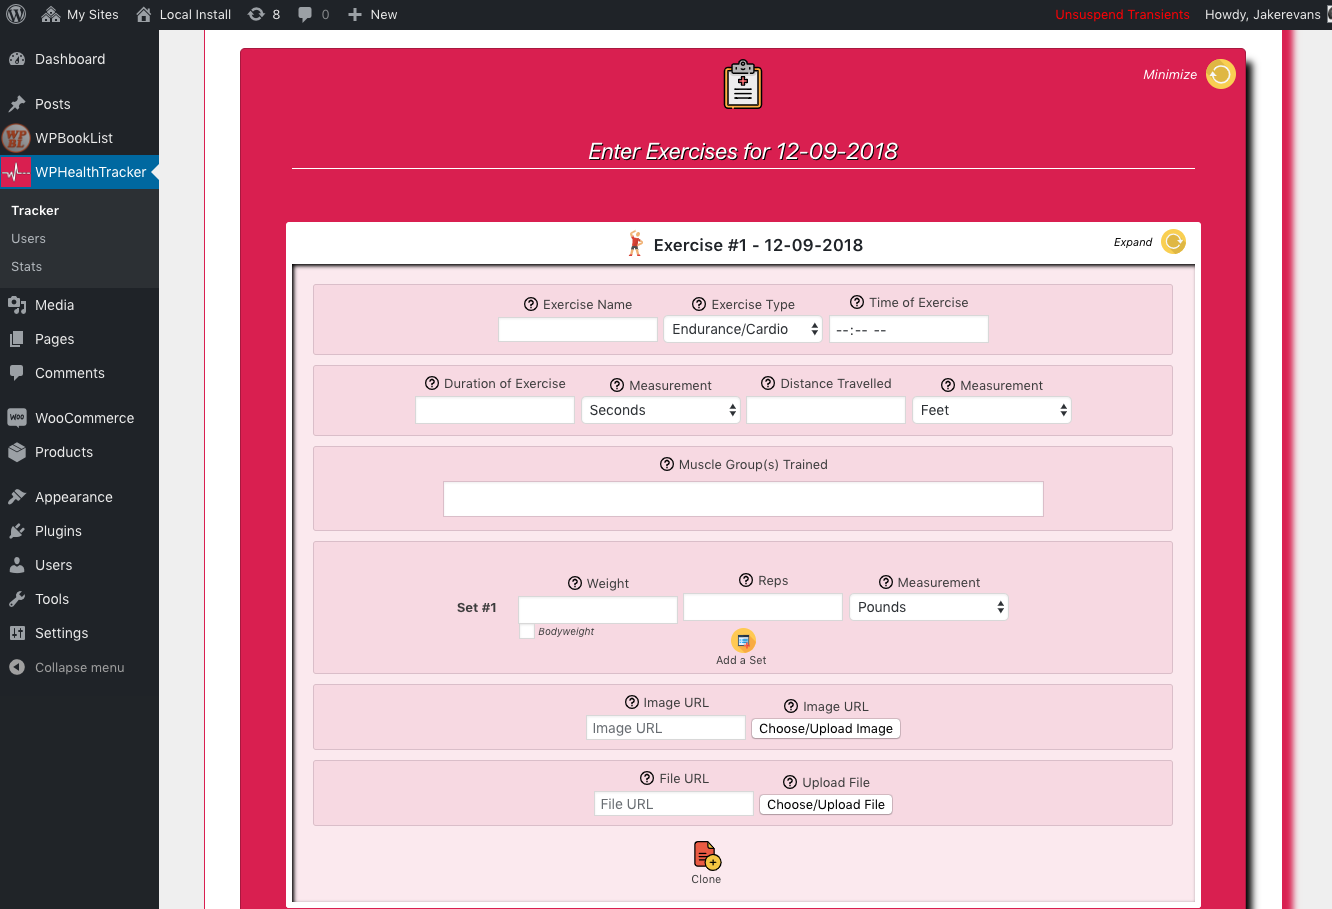 My Sites Local Install 8 0 New Unsuspend Transients Howdy, Jakerevans
Dashboard
Posts
WPBookList
WPHealthTracker
Tracker
Users
Stats
Media
Pages
Comments
WooCommerce
Products
Appearance
Plugins
Users
Tools
Settings
Collapse menu
Minimize
Enter Exercises for 12-09-2018
Exercise #1 - 12-09-2018
Expand
Exercise Name Exercise Type Time of Exercise
Endurance/Cardio --:-- --
Duration of Exercise Measurement Distance Travelled Measurement
Seconds Feet
Muscle Group(s) Trained
Weight Reps Measurement
Set #1 Pounds
Bodyweight
Add a Set
Image URL Image URL
Image URL Choose/Upload Image
File URL Upload File
File URL Choose/Upload File
Clone